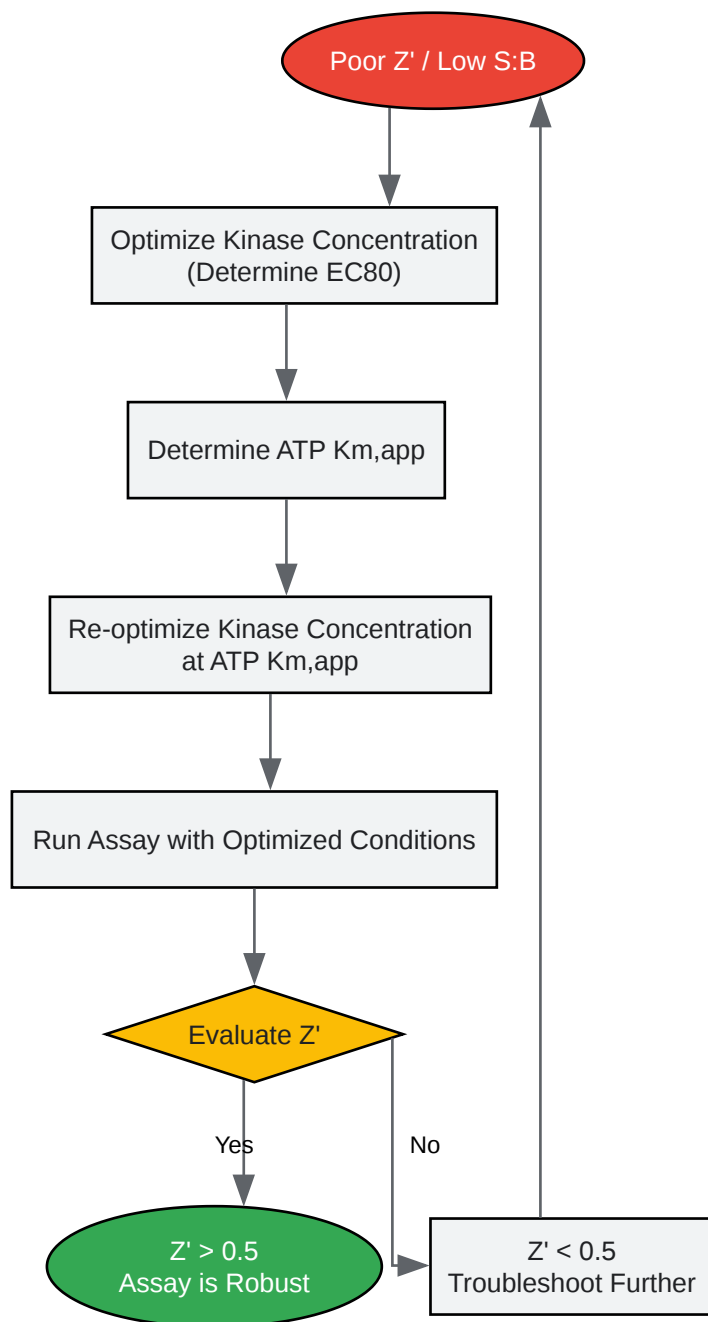 Poor Z' / Low S:B
Optimize Kinase Concentration
(Determine EC80)
Determine ATP Km,app
Re-optimize Kinase Concentration
at ATP Km,app
Run Assay with Optimized Conditions
Evaluate Z'
Yes
No
Z' > 0.5
Assay is Robust
Z' < 0.5
Troubleshoot Further